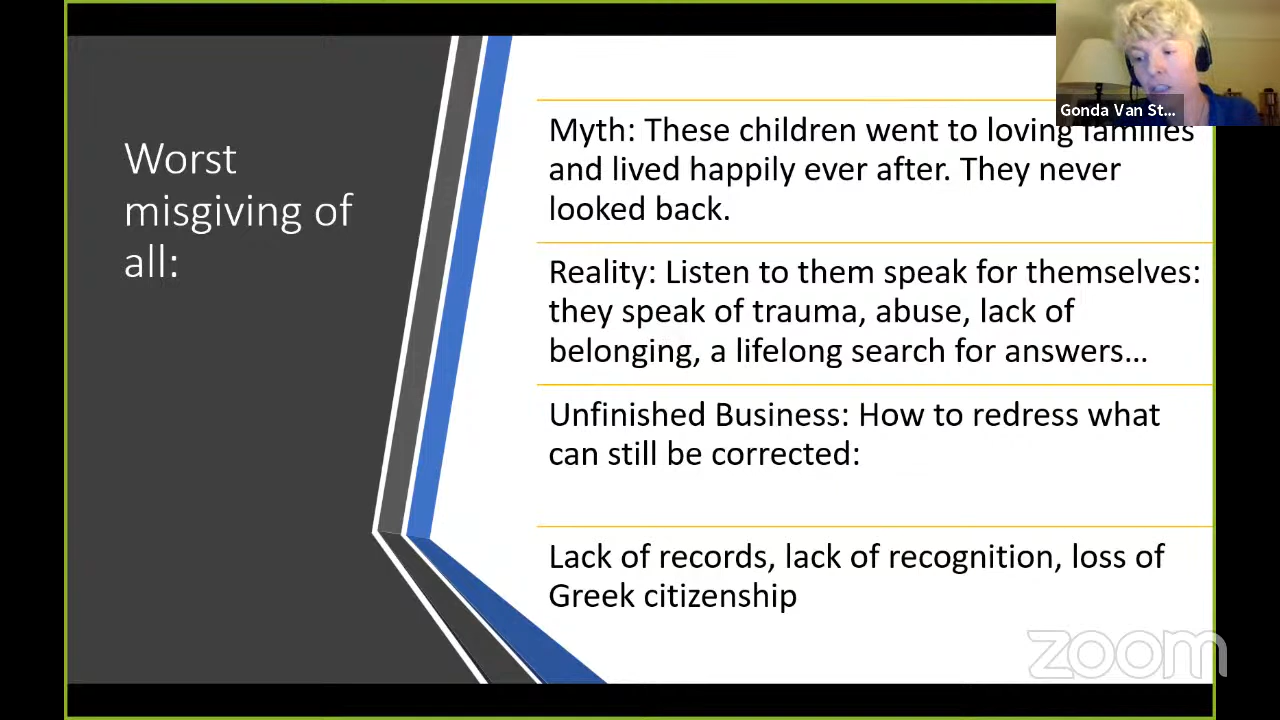 Worst
misgiving of
all:
Gonda Van St...
Myth: These children went to loving families
and lived happily ever after. They never
looked back.
Reality: Listen to them speak for themselves:
they speak of trauma, abuse, lack of
belonging, a lifelong search for answers…
Unfinished Business: How to redress what
can still be corrected:
Lack of records, lack of recognition, loss of
Greek citizenship
zoom